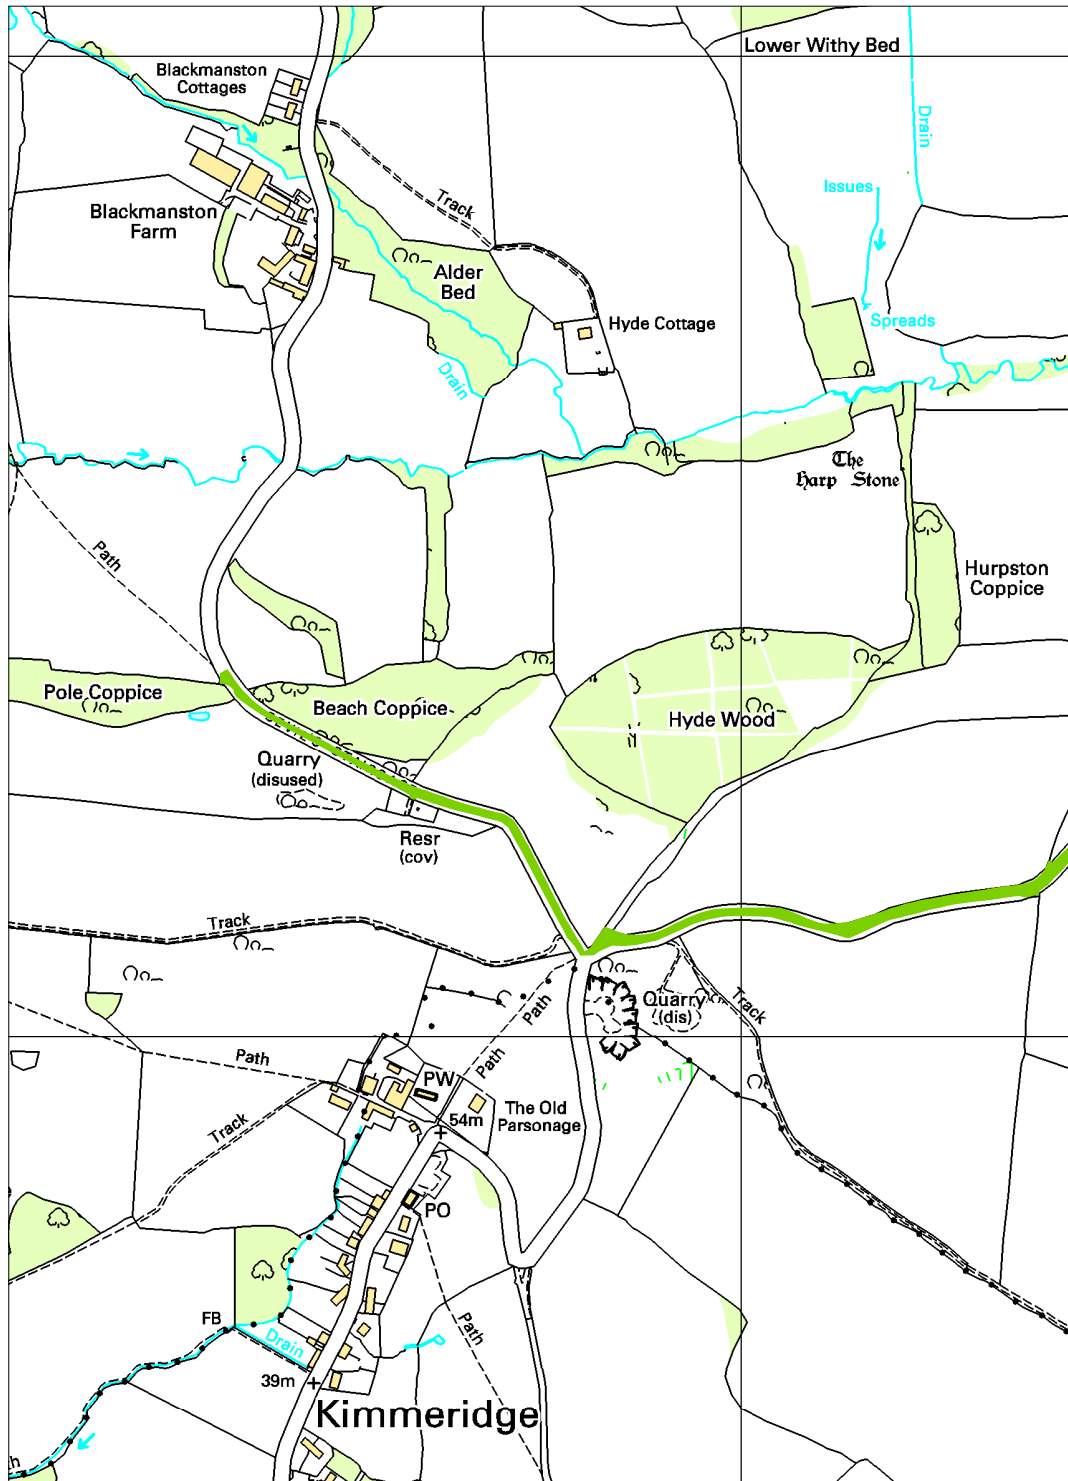 Lower Withy Bed
Blackmanston
Cottages
Drain
Issues
Track
Blackmanston
Farm
Alder
Bed
Spreads
Hyde Cottage
Drain
The
Harp Stone
Path
Hurpston
Coppice
Pole Coppice
Beach Coppice
Hyde Wood
Quarry
(disused)
Resr
(cov)
Track
Path
Quarry
(dis)
Track
Path
Path
PW
The Old
Parsonage
54m
Track
PO
FB
Drain
Path
39m
Kimmeridge
h